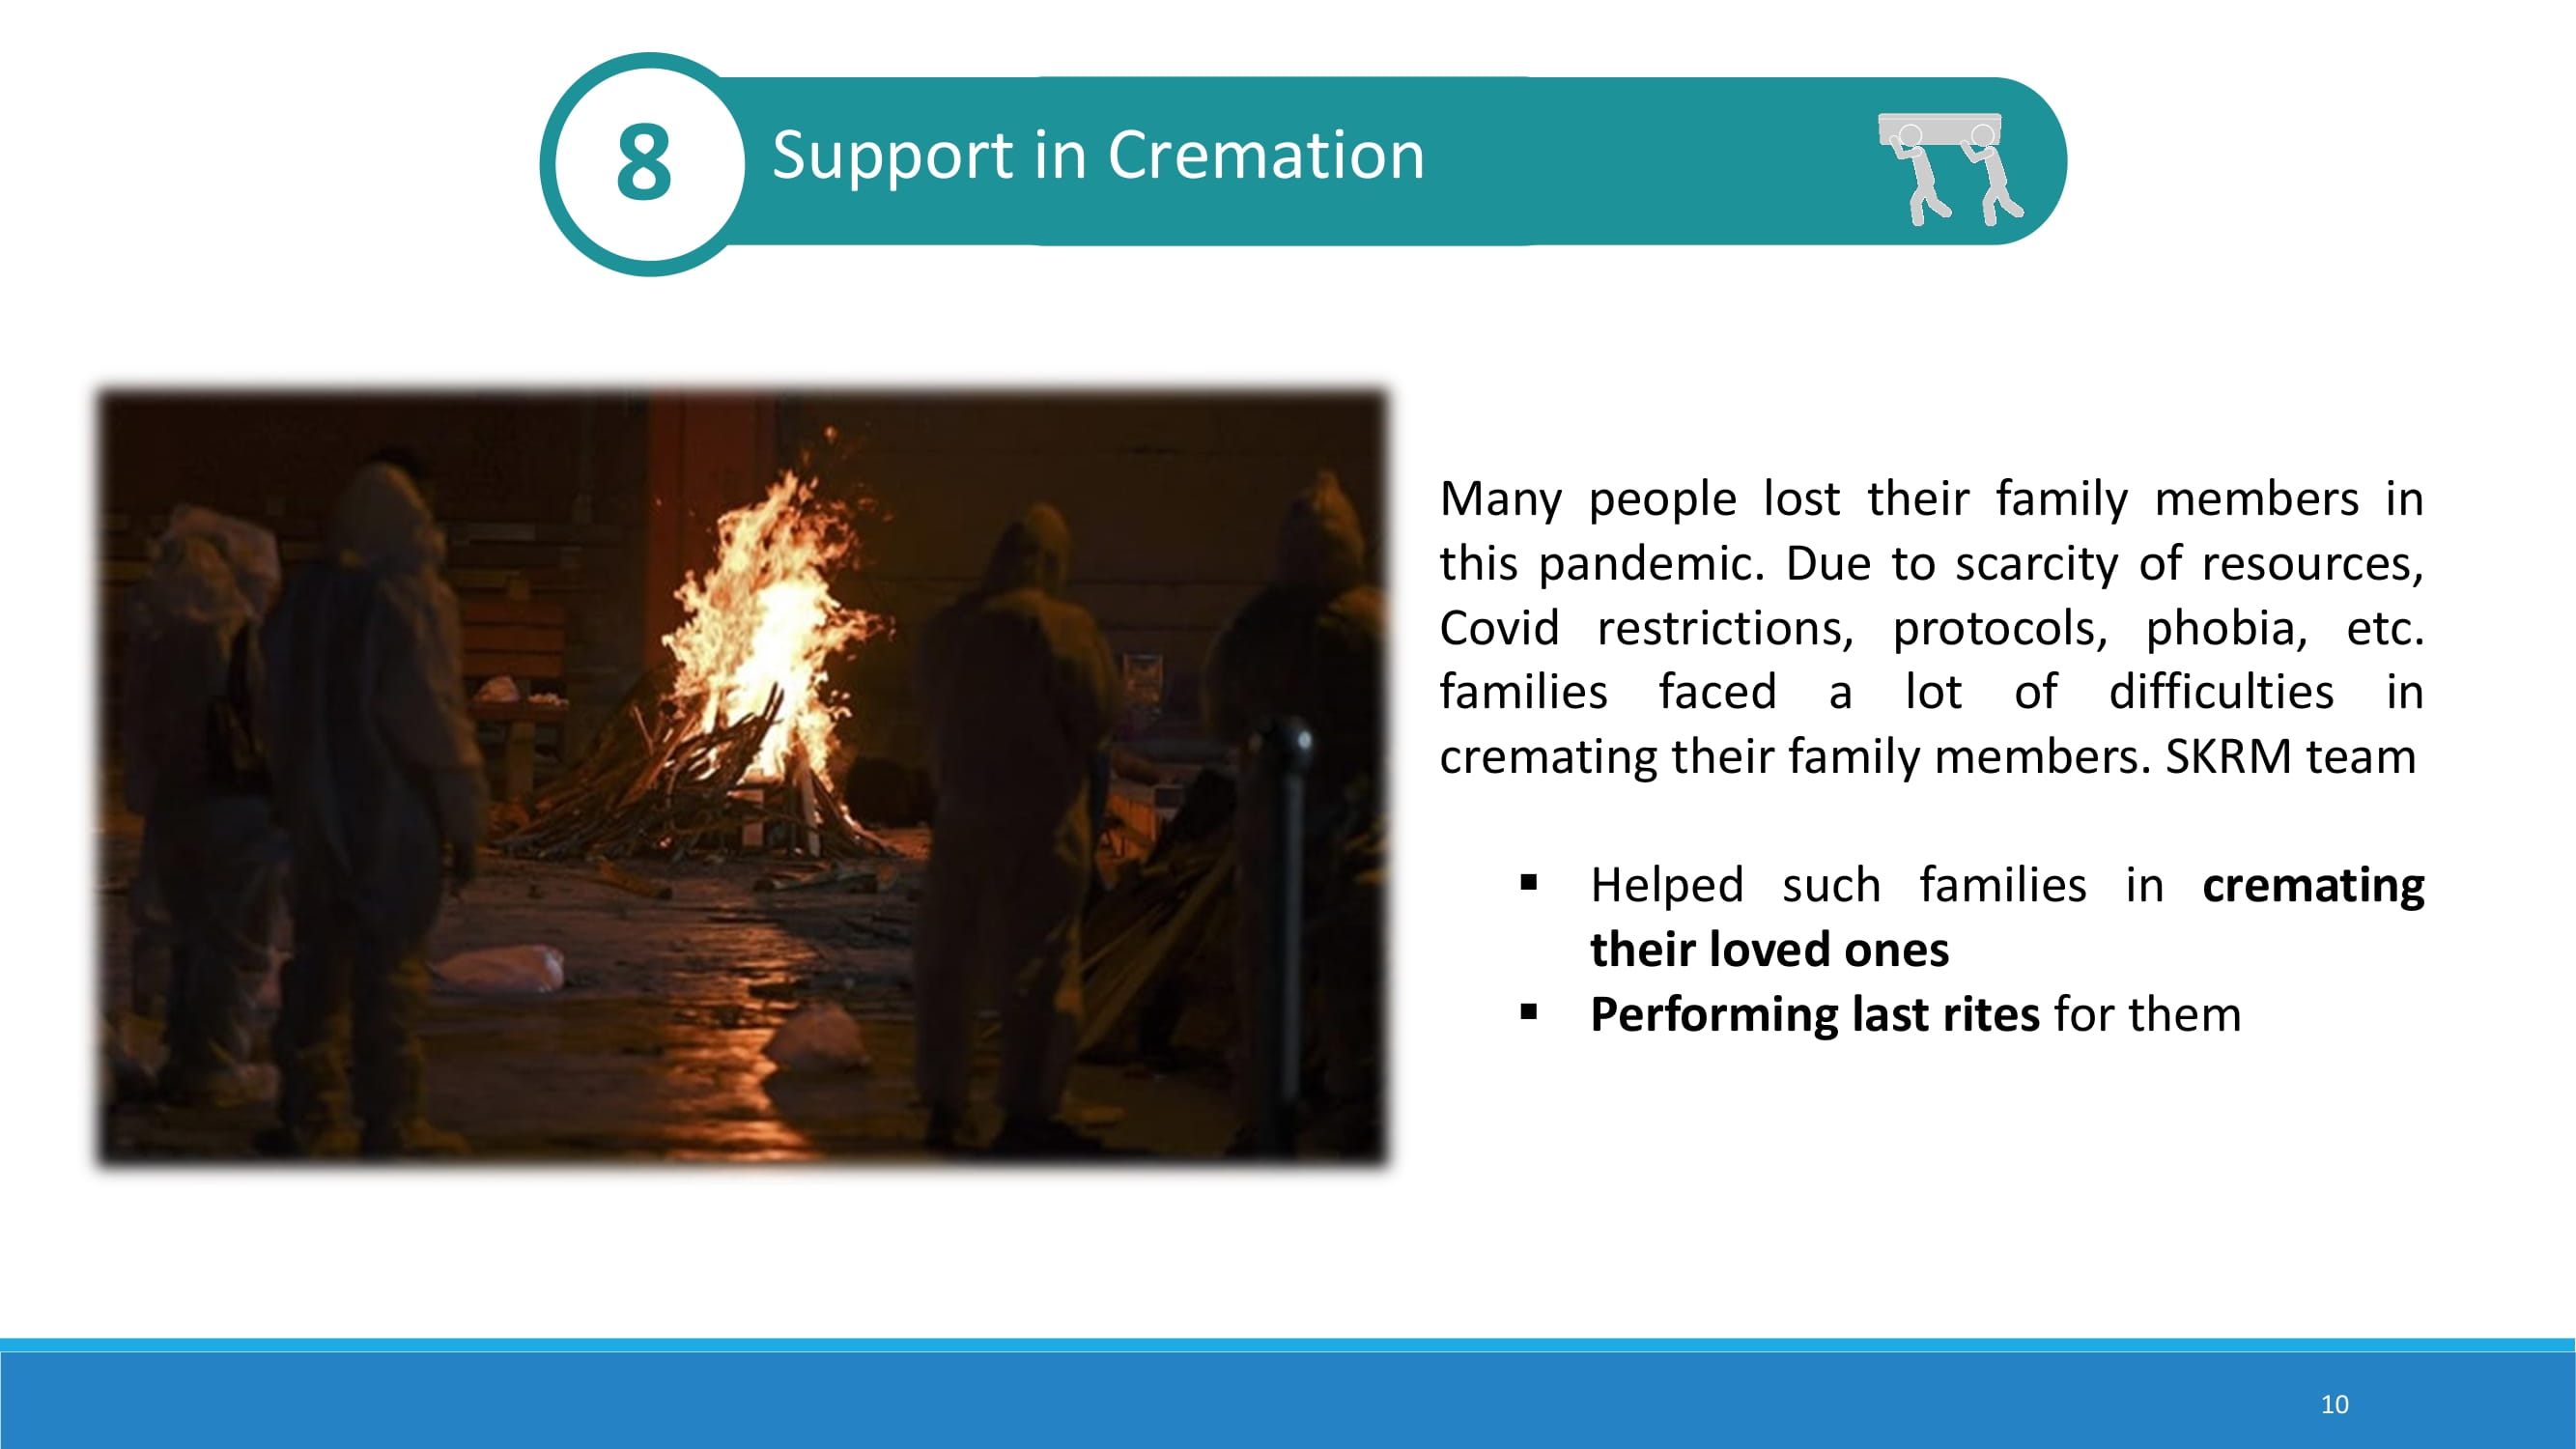 8
Support in Cremation
Many people lost their family members in
this pandemic. Due to scarcity of resources,
Covid restrictions, protocols, phobia, etc.
families faced a lot of difficulties in
cremating their family members. SKRM team
▪ Helped such families in cremating
their loved ones
▪ Performing last rites for them
10